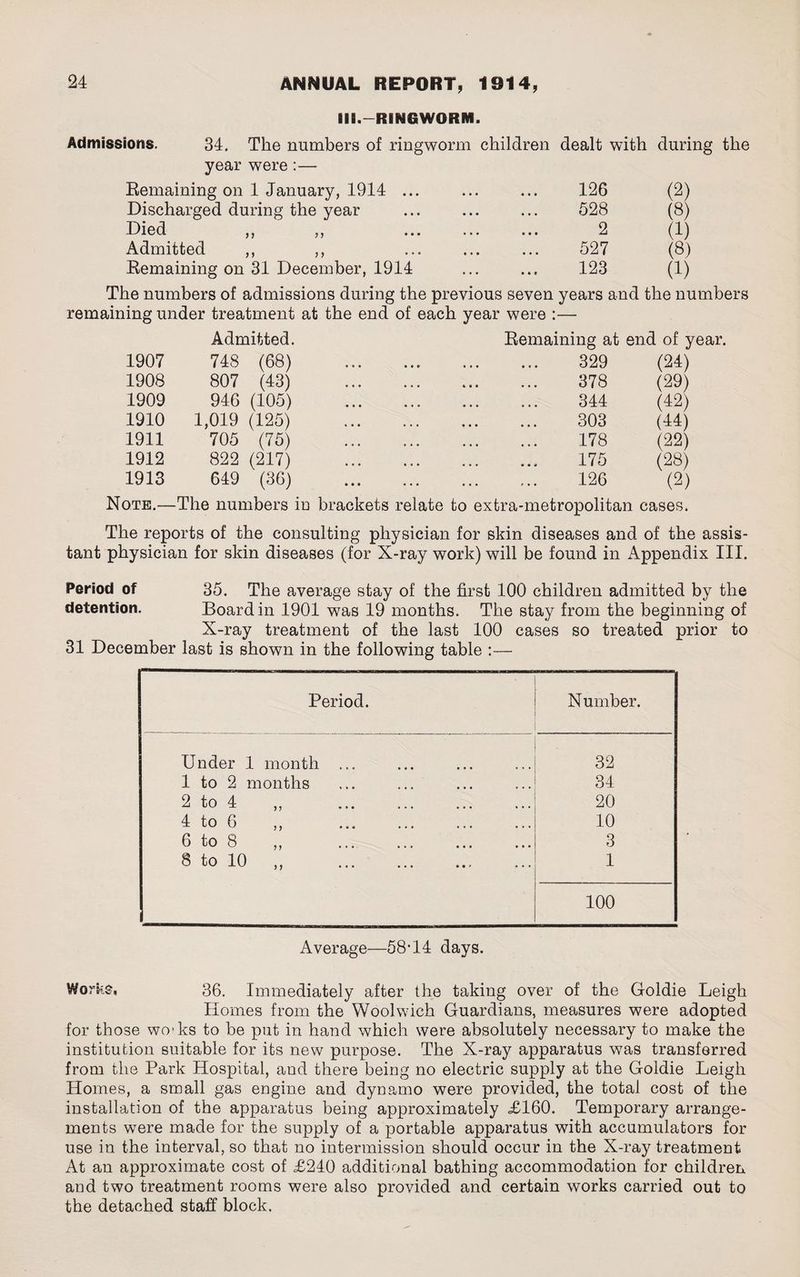 24 ANNUAL REPORT, 1914,
III.—RINGWORM.
Admissions. 34. The numbers of ringworm children dealt with during the
year were :—
Remaining on 1 January, 1914 ... ... ... 126 (2)
Discharged during the year ... ... ... 528 (8)
Died ,, ,, ... ... ... 2 (1)
Admitted ,, ,, ... ... ... 527 (8)
Remaining on 31 December, 1914 ... ... 123 (1)
The numbers of admissions during the previous seven years and the numbers
remaining under treatment at the end of each year were :—
Admitted. Remaining at end of year.
1907 748 (68) ... ... ... ... 329 (24)
1908 807 (43) ... ... ... ... 378 (29)
1909 946 (105) ... ... ... ... 344 (42)
1910 1,019 (125) ... ... ... ... 303 (44)
1911 705 (75) ... ... ... ... 178 (22)
1912 822 (217) ... ... ... ... 175 (28)
1913 649 (36) ... ... ... ... 126 (2)
NOTE.—The numbers in brackets relate to extra-metropolitan cases.
The reports of the consulting physician for skin diseases and of the assis-
tant physician for skin diseases (for X-ray work) will be found in Appendix III.
Period of 35. The average stay of the first 100 children admitted by the
detention. Board in 1901 was 19 months. The stay from the beginning of
X-ray treatment of the last 100 cases so treated prior to
31 December last is shown in the following table :—
Period. Number.
Under 1 month ... ... ... ... 32
1 to 2 months ... ... ... ... 34
2 to 4 ,, ... ... ... ... 20
4 to 6 ,, ... ... ... ... 10
6 to 8 ,, ... ... ... ... 3
8 to 10 ,, ... ... ... ... 1
100
Average—58·14 days.
Works. 36. Immediately after the taking over of the Goldie Leigh
Homes from the Woolwich Guardians, measures were adopted
for those wo ks to be put in hand which were absolutely necessary to make the
institution suitable for its new purpose. The X-ray apparatus was transferred
from the Park Hospital, and there being no electric supply at the Goldie Leigh
Homes, a small gas engine and dynamo were provided, the total cost of the
installation of the apparatus being approximately £160. Temporary arrange-
ments were made for the supply of a portable apparatus with accumulators for
use in the interval, so that no intermission should occur in the X-ray treatment
At an approximate cost of £240 additional bathing accommodation for children
and two treatment rooms were also provided and certain works carried out to
the detached staff block.